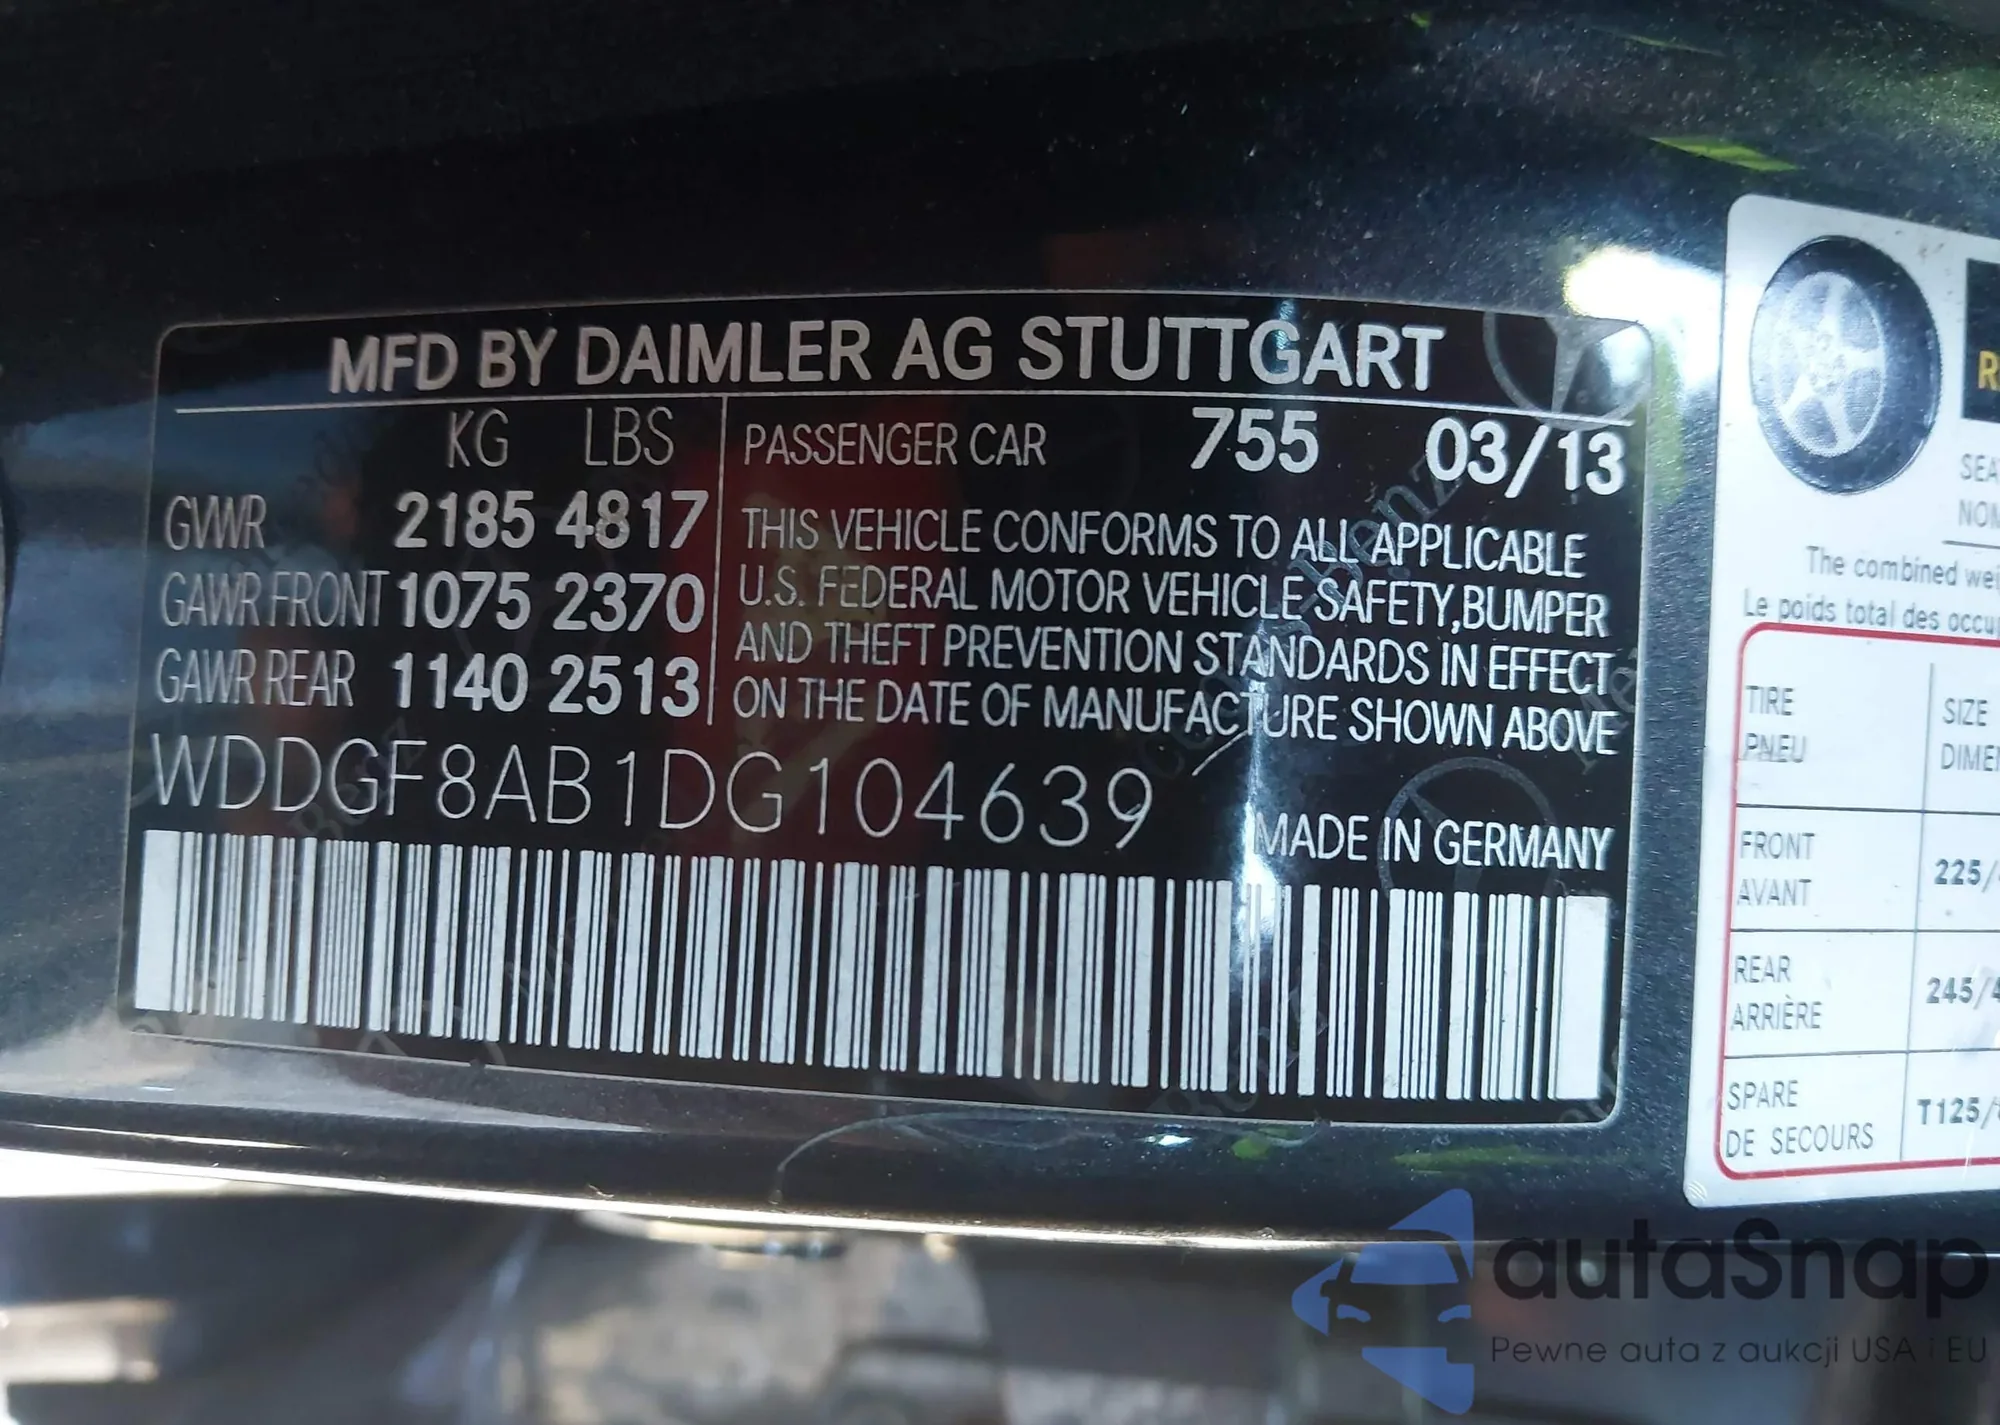 MFD BY DAIMLER AG STUTTGART
KG LBS
GVWR 2185 4817
GAWR FRONT 1075 2370
GAWR REAR 1140 2513
PASSENGER CAR 755 03/13
THIS VEHICLE CONFORMS TO ALL APPLICABLE
U.S. FEDERAL MOTOR VEHICLE SAFETY,BUMPER
AND THEFT PREVENTION STANDARDS IN EFFECT
ON THE DATE OF MANUFACTURE SHOWN ABOVE
WDDGF8AB1DG104639
MADE IN GERMANY
The combined
Le poids total des
TIRE SIZE
PNEU
FRONT
AVANT
225/
REAR
ARRIÈRE
245/4
SPARE
DE SECOURS
T125/
autaSnap
Pewne auta z aukcji USA i EU